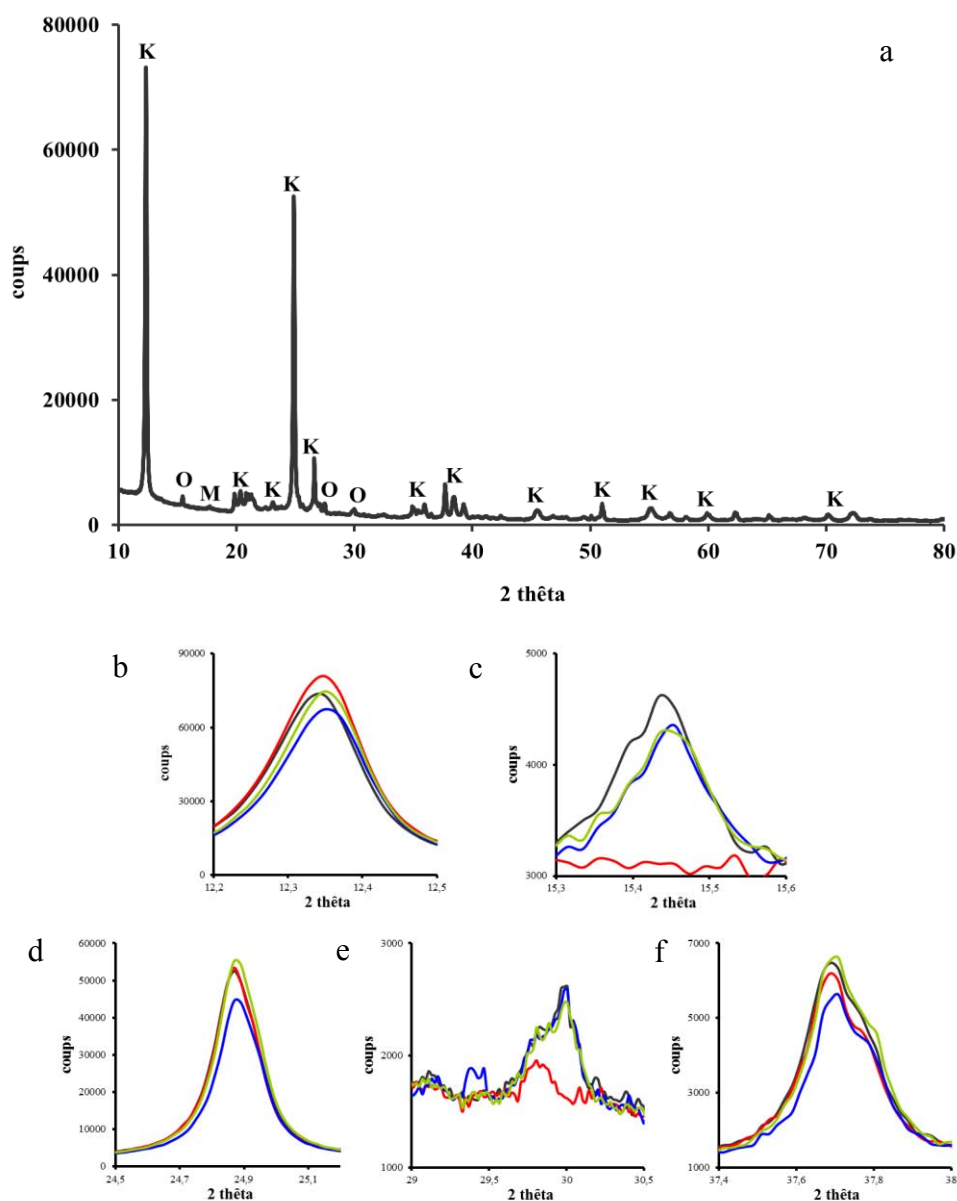 80000
60000
40000
20000
0
coups
a
K
K
O
M
K
K
K
O
O
K
K
K
K
K
K
K
10 20 30 40 50 60 70 80
2 thêta
b
90000
60000
30000
0
coups
12,2 12,3 12,4 12,5
2 thêta
c
5000
4000
3000
coups
15,3 15,4 15,5 15,6
2 thêta
d
60000
50000
40000
30000
20000
10000
0
coups
24,5 24,7 24,9 25,1
2 thêta
e
3000
2000
1000
coups
29 29,5 30 30,5
2 thêta
f
7000
5000
3000
1000
coups
37,4 37,6 37,8 38
2 thêta